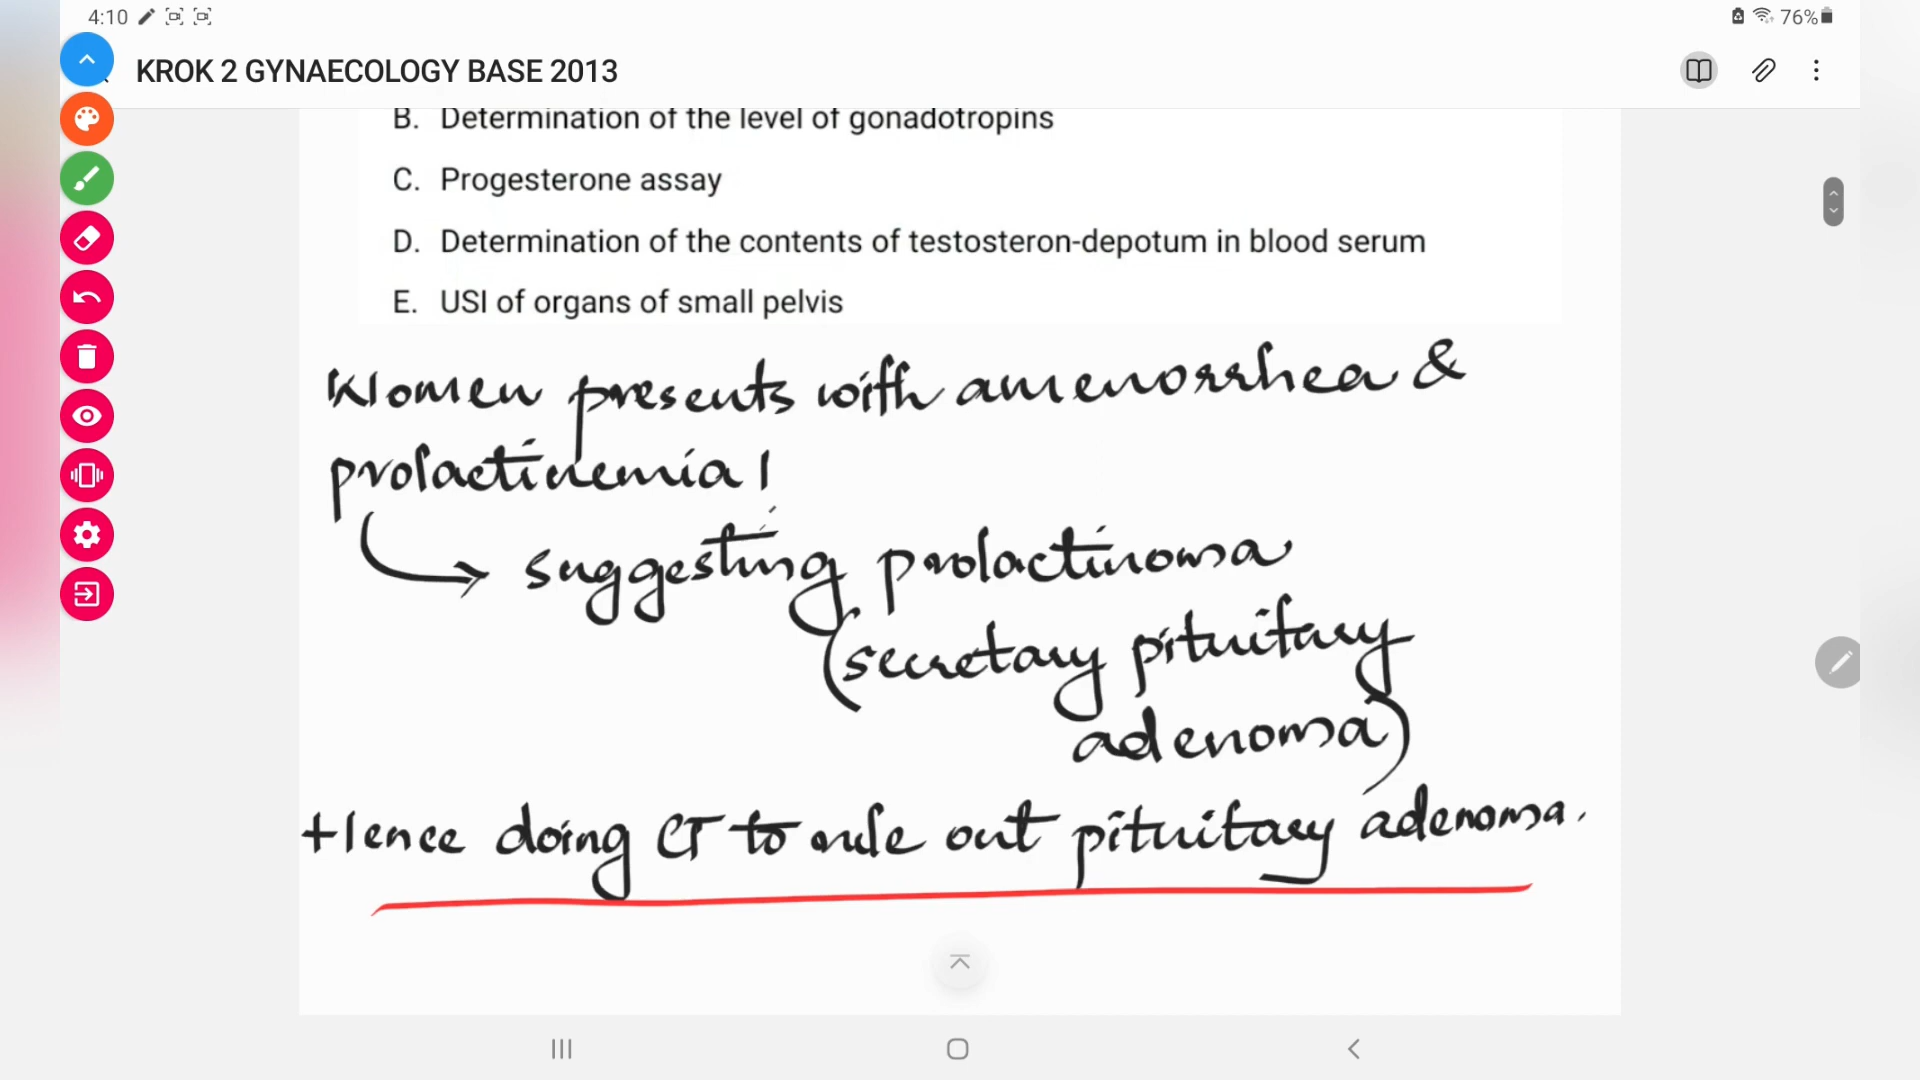 4:10
76%
KROK 2 GYNAECOLOGY BASE 2013
B. Determination of the level of gonadotropins
C. Progesterone assay
D. Determination of the contents of testosteron-depotum in blood serum
E. USI of organs of small pelvis
Women presents with amenorrhea &
prolactinemia !
suggesting prolactinoma
(secretary pituitary
adenoma)
Hence doing CT to rule out pituitary adenoma.